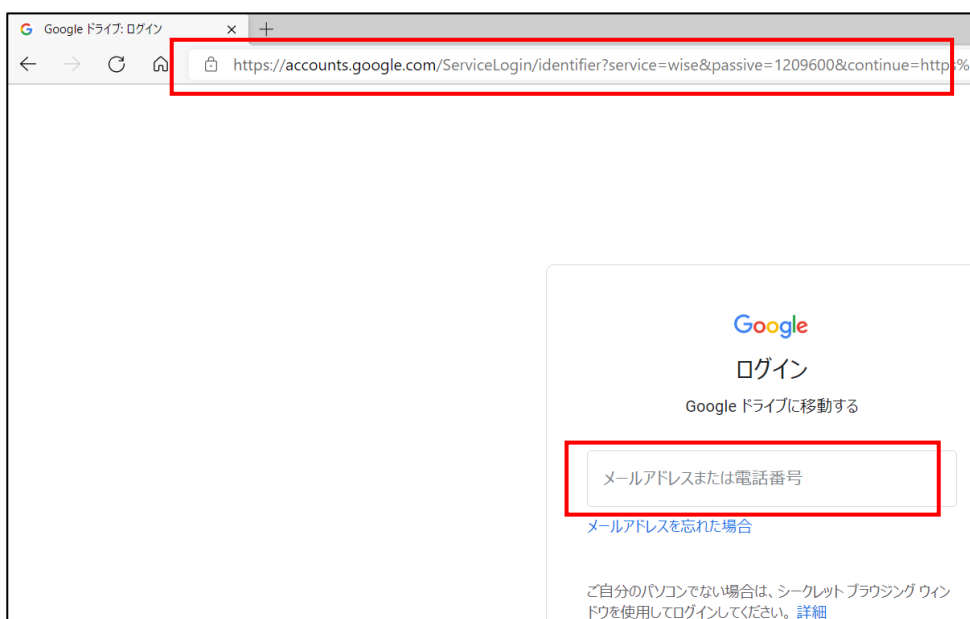 Google ドライブ: ログイン
https://accounts.google.com/ServiceLogin/identifier?service=wise&passive=1209600&continue=https%
Google
ログイン
Google ドライブに移動する
メールアドレスまたは電話番号
メールアドレスを忘れた場合
ご自分のパソコンでない場合は、シークレット ブラウジング ウィン
ドウを使用してログインしてください。詳細